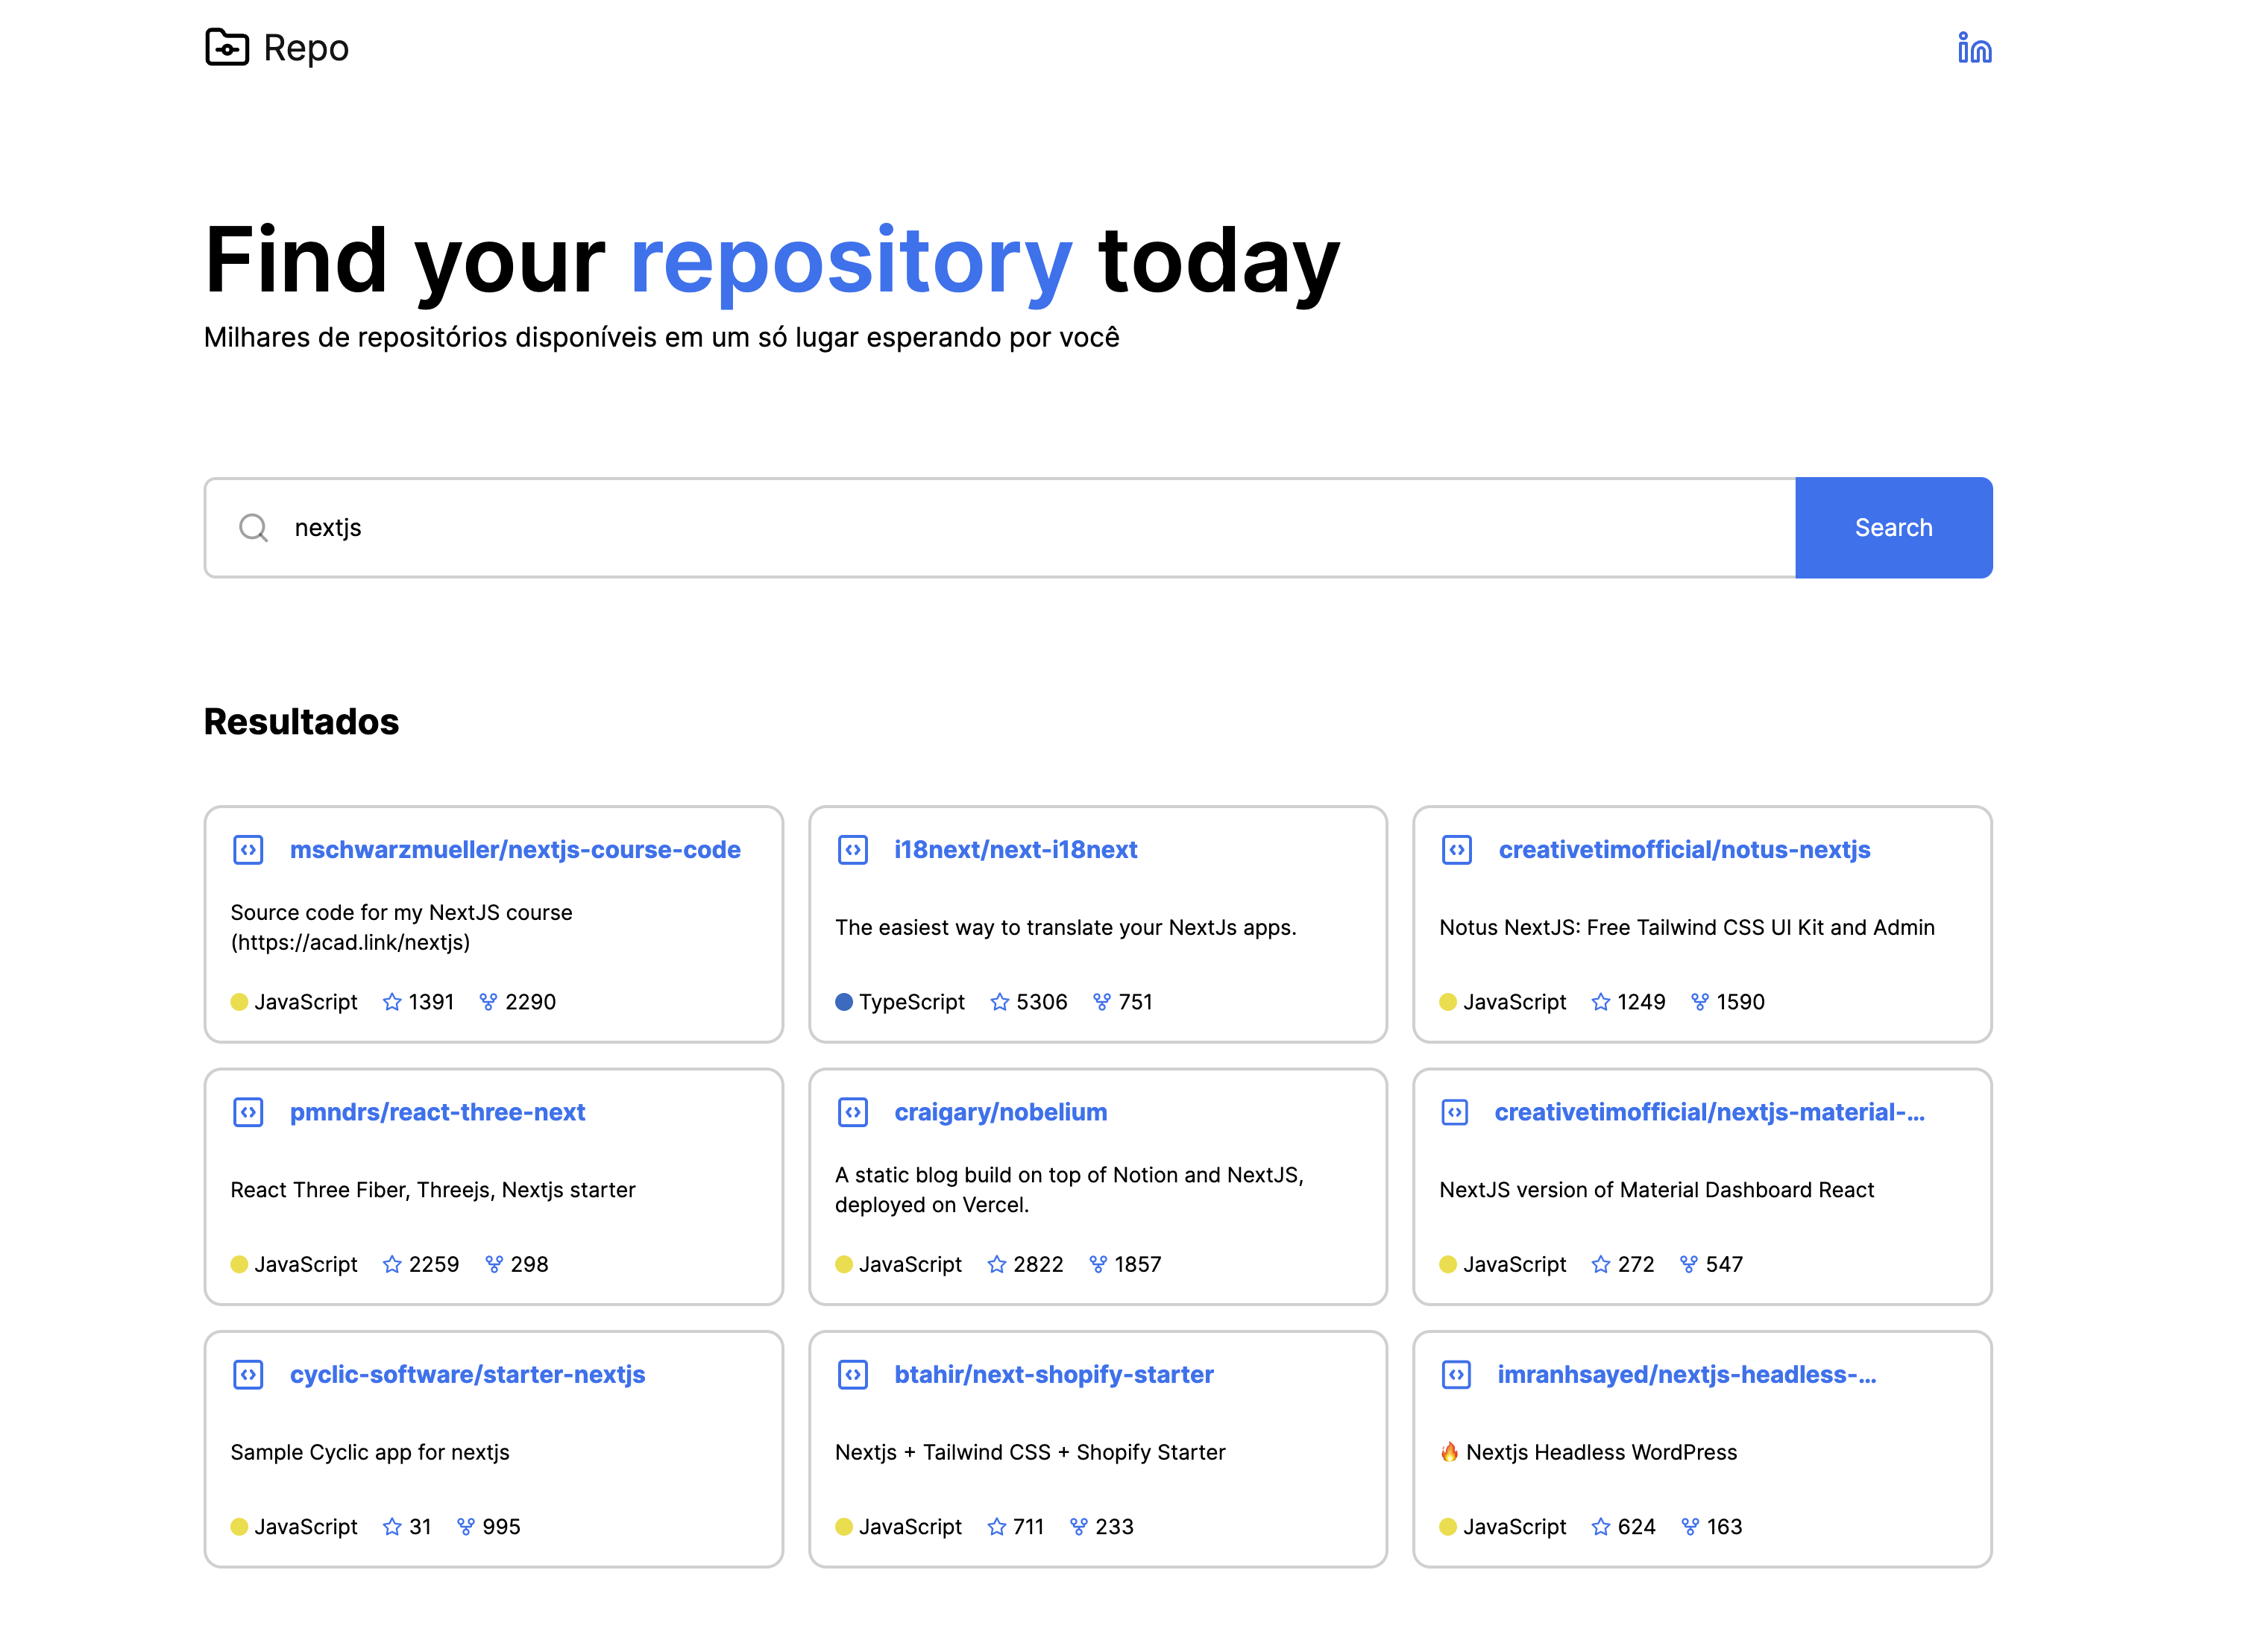 Repo
Find your repository today
Milhares de repositórios disponíveis em um só lugar esperando por você
nextjs
Search
Resultados
mschwarzmueller/nextjs-course-code
Source code for my NextJS course
(https://acad.link/nextjs)
JavaScript 1391 2290
i18next/next-i18next
The easiest way to translate your NextJs apps.
TypeScript 5306 751
creativetimofficial/notus-nextjs
Notus NextJS: Free Tailwind CSS UI Kit and Admin
JavaScript 1249 1590
pmndrs/react-three-next
React Three Fiber, Threejs, Nextjs starter
JavaScript 2259 298
craigary/nobelium
A static blog build on top of Notion and NextJS,
deployed on Vercel.
JavaScript 2822 1857
creativetimofficial/nextjs-material-...
NextJS version of Material Dashboard React
JavaScript 272 547
cyclic-software/starter-nextjs
Sample Cyclic app for nextjs
JavaScript 31 995
btahir/next-shopify-starter
Nextjs + Tailwind CSS + Shopify Starter
JavaScript 711 233
imranhsayed/nextjs-headless-...
🔥 Nextjs Headless WordPress
JavaScript 624 163